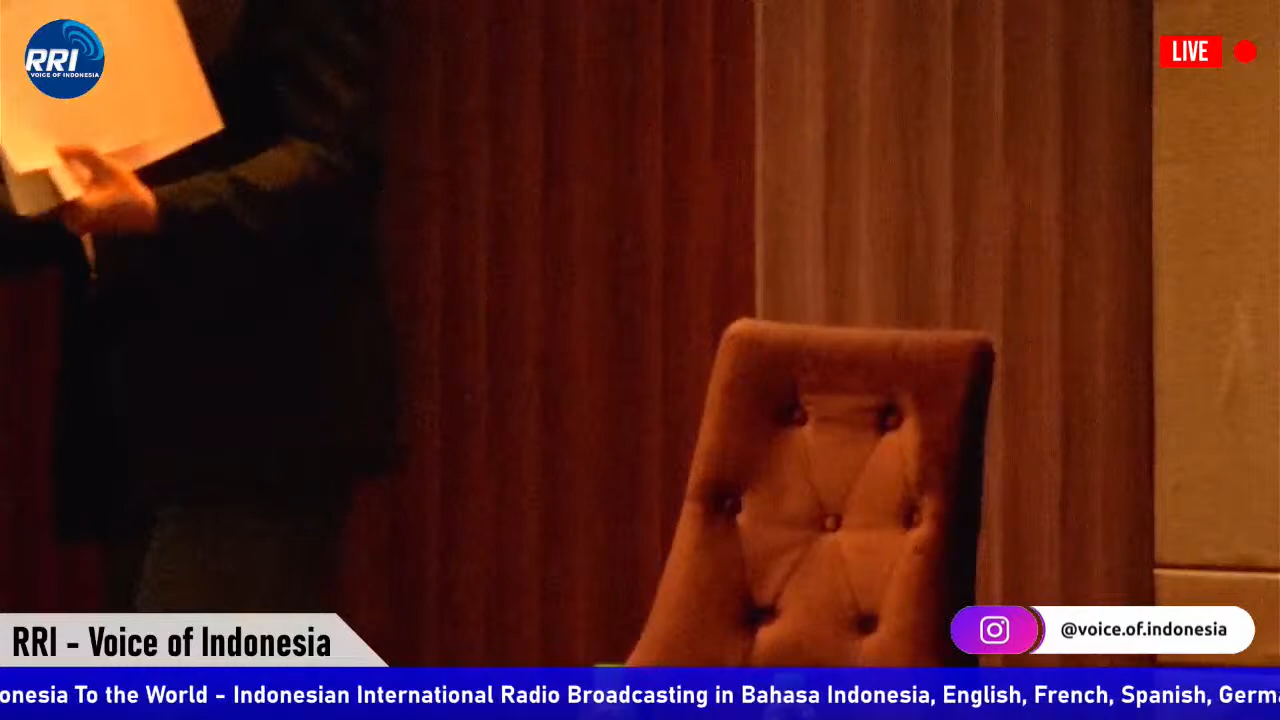 RRI
VOICE OF INDONESIA
LIVE
RRI - Voice of Indonesia
@voice.of.indonesia
onesia To the World - Indonesian International Radio Broadcasting in Bahasa Indonesia, English, French, Spanish, Germa